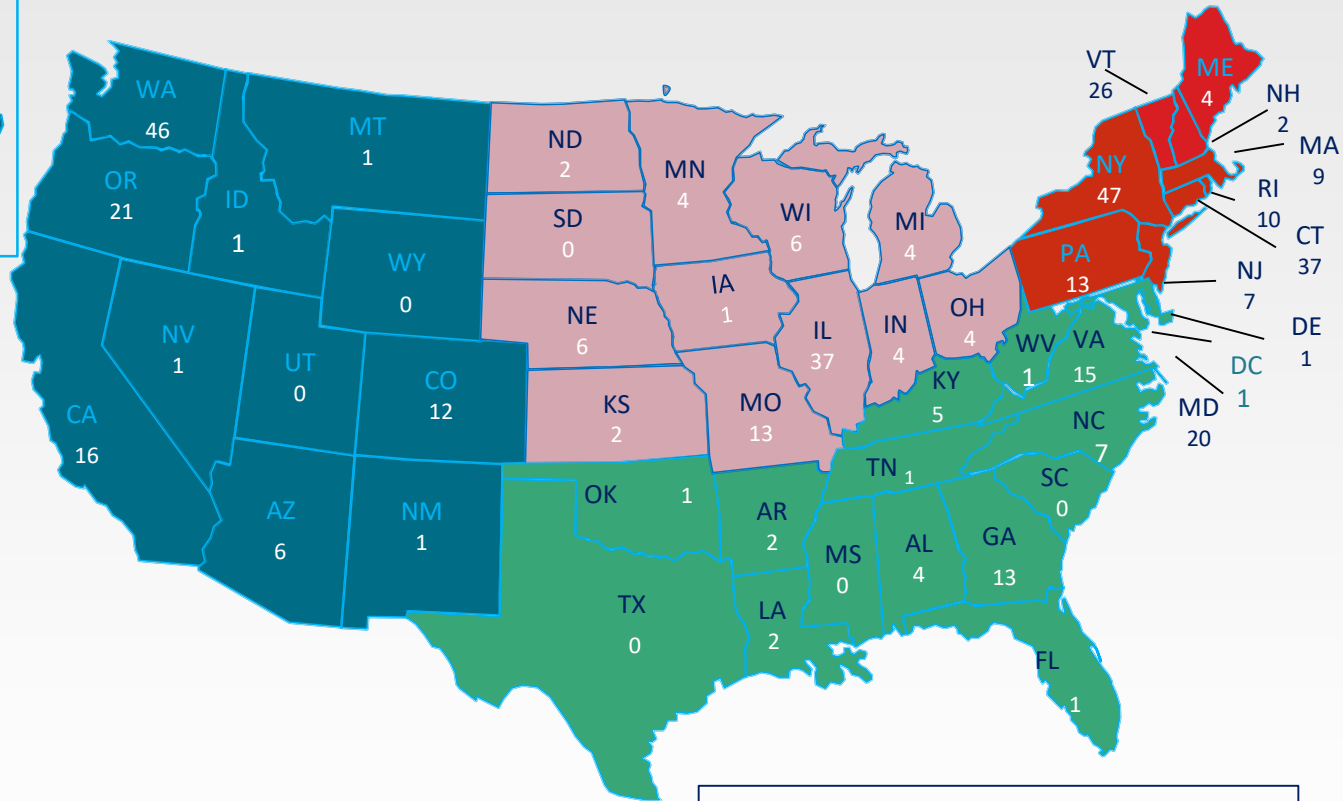 WA
46
OR
21
CA
16
NV
1
ID
1
MT
1
WY
0
UT
0
CO
12
AZ
6
NM
1
ND
2
SD
0
NE
6
KS
2
MN
4
IA
1
MO
13
WI
6
IL
37
MI
4
IN
4
OH
4
KY
5
WV
1
VA
15
NC
7
TN 1
SC
0
OK 1
AR
2
MS
0
AL
4
GA
13
TX
0
LA
2
FL
1
PA
13
NY
47
VT
26
ME
4
NH
2
MA
9
RI
10
CT
37
NJ
7
DE
1
DC
1
MD
20